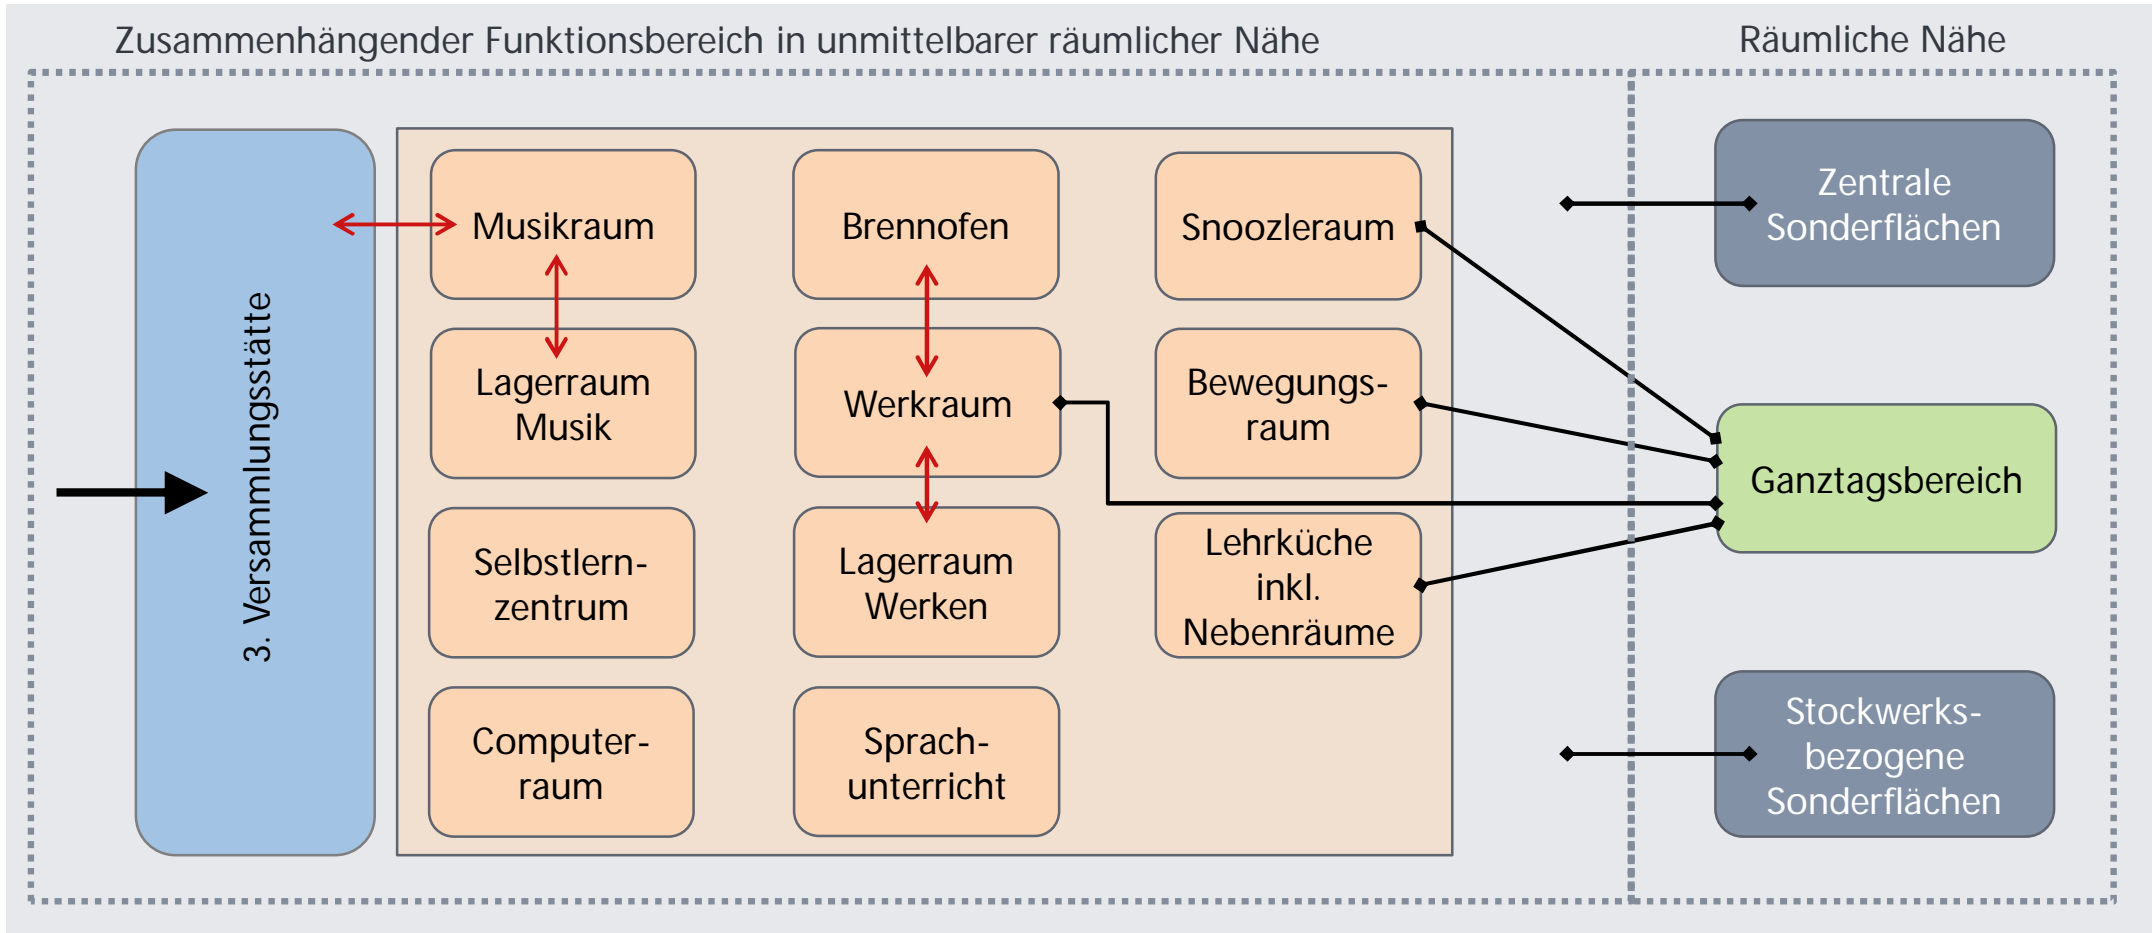 Zusammenhängender Funktionsbereich in unmittelbarer räumlicher Nähe
Räumliche Nähe
3. Versammlungsstätte
Musikraum
Brennofen
Snoozleraum
Zentrale
Sonderflächen
Lagerraum
Musik
Werkraum
Bewegungs-
raum
Ganztagsbereich
Selbstlern-
zentrum
Lagerraum
Werken
Lehrküche
inkl.
Nebenräume
Computer-
raum
Sprach-
unterricht
Stockwerks-
bezogene
Sonderflächen